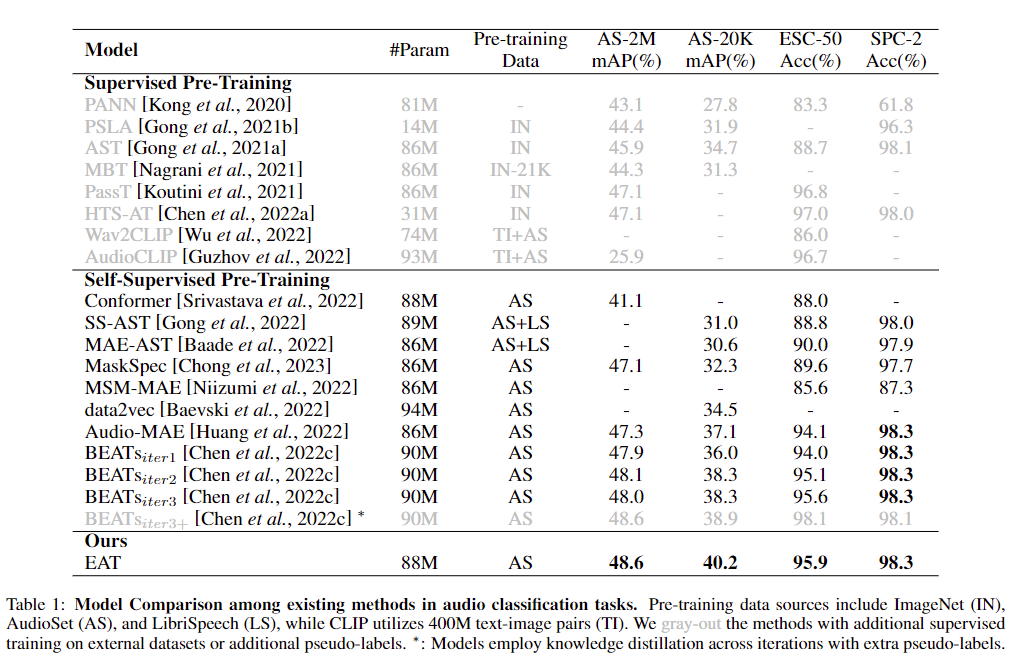 Model #Param Pre-training Data AS-2M mAP(%) AS-20K mAP(%) ESC-50 Acc(%) SPC-2 Acc(%)
Supervised Pre-Training
PANN [Kong et al., 2020] 81M - 43.1 27.8 83.3 61.8
PSLA [Gong et al., 2021b] 14M IN 44.4 31.9 - 96.3
AST [Gong et al., 2021a] 86M IN 45.9 34.7 88.7 98.1
MBT [Nagrani et al., 2021] 86M IN-21K 44.3 31.3 - -
PassT [Koutini et al., 2021] 86M IN 47.1 - 96.8 -
HTS-AT [Chen et al., 2022a] 31M IN 47.1 - 97.0 98.0
Wav2CLIP [Wu et al., 2022] 74M TI+AS - - 86.0 -
AudioCLIP [Guzhov et al., 2022] 93M TI+AS 25.9 - 96.7 -
Self-Supervised Pre-Training
Conformer [Srivastava et al., 2022] 88M AS 41.1 - 88.0 -
SS-AST [Gong et al., 2022] 89M AS+LS - 31.0 88.8 98.0
MAE-AST [Baade et al., 2022] 86M AS+LS - 30.6 90.0 97.9
MaskSpec [Chong et al., 2023] 86M AS 47.1 32.3 89.6 97.7
MSM-MAE [Niizumi et al., 2022] 86M AS - - 85.6 87.3
data2vec [Baevski et al., 2022] 94M AS - 34.5 - -
Audio-MAE [Huang et al., 2022] 86M AS 47.3 37.1 94.1 98.3
BEATsiter1 [Chen et al., 2022c] 90M AS 47.9 36.0 94.0 98.3
BEATsiter2 [Chen et al., 2022c] 90M AS 48.1 38.3 95.1 98.3
BEATsiter3 [Chen et al., 2022c] 90M AS 48.0 38.3 95.6 98.3
BEATsiter3+ [Chen et al., 2022c] * 90M AS 48.6 38.9 98.1 98.1
Ours
EAT 88M AS 48.6 40.2 95.9 98.3
Table 1: Model Comparison among existing methods in audio classification tasks. Pre-training data sources include ImageNet (IN),
AudioSet (AS), and LibriSpeech (LS), while CLIP utilizes 400M text-image pairs (TI). We gray-out the methods with additional supervised
training on external datasets or additional pseudo-labels. *: Models employ knowledge distillation across iterations with extra pseudo-labels.